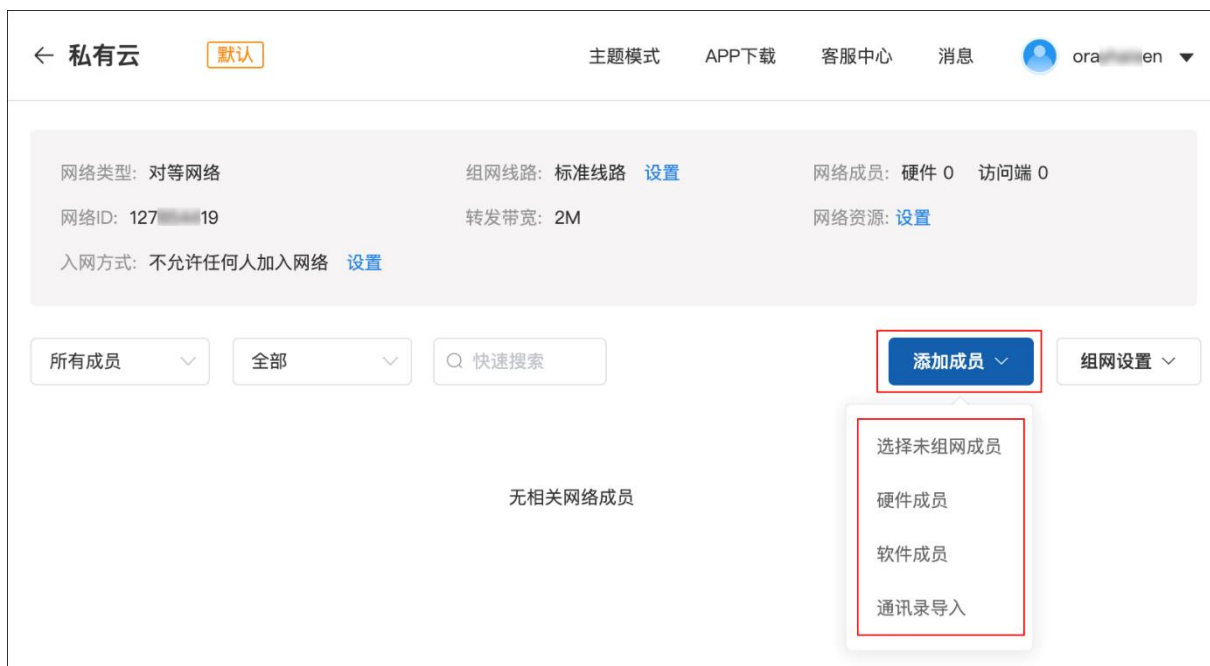 ← 私有云 默认 主题模式 APP下载 客服中心 消息 ora en
网络类型: 对等网络 组网线路: 标准线路 设置 网络成员: 硬件 0 访问端 0
网络ID: 127 19 转发带宽: 2M 网络资源: 设置
入网方式: 不允许任何人加入网络 设置
所有成员 全部 快速搜索 添加成员 组网设置
选择未组网成员
无相关网络成员
硬件成员
软件成员
通讯录导入